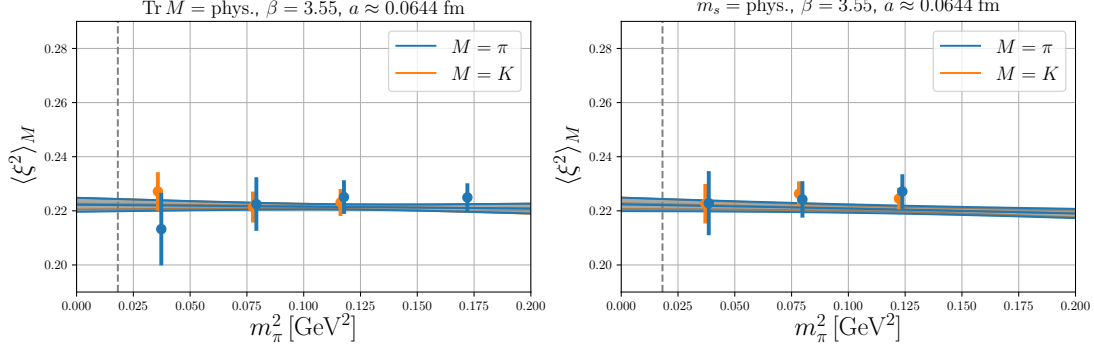 Tr M = phys., β = 3.55, a ≈ 0.0644 fm
0.28
0.26
0.24
0.22
0.20
⟨ξ²⟩_M
M = π
M = K
0.000 0.025 0.050 0.075 0.100 0.125 0.150 0.175 0.200
m_π² [GeV²]
m_s = phys., β = 3.55, a ≈ 0.0644 fm
0.28
0.26
0.24
0.22
0.20
⟨ξ²⟩_M
M = π
M = K
0.000 0.025 0.050 0.075 0.100 0.125 0.150 0.175 0.200
m_π² [GeV²]